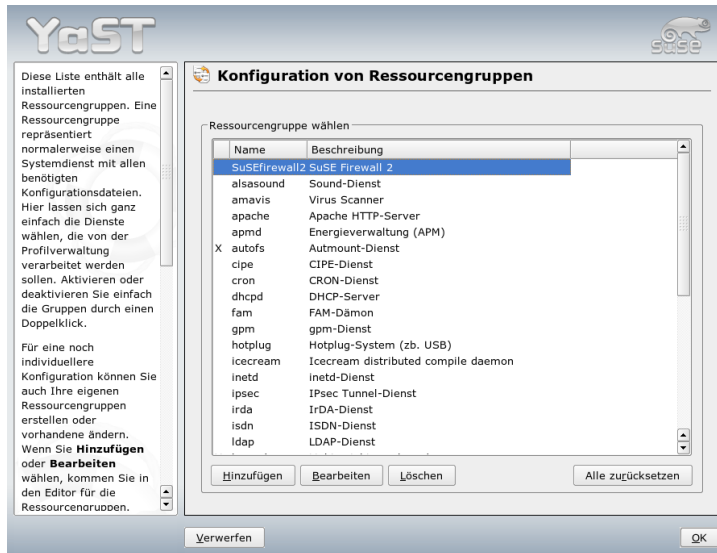 YaST
SUSE
Diese Liste enthält alle
installierten
Ressourcengruppen. Eine
Ressourcengruppe
repräsentiert
normalerweise einen
Systemdienst mit allen
benötigten
Konfigurationsdateien.
Hier lassen sich ganz
einfach die Dienste
wählen, die von der
Profilverwaltung
verarbeitet werden
sollen. Aktivieren oder
deaktivieren Sie einfach
die Gruppen durch einen
Doppelklick.
Für eine noch
individuellere
Konfiguration können Sie
auch Ihre eigenen
Ressourcengruppen
erstellen oder
vorhandene ändern.
Wenn Sie Hinzufügen
oder Bearbeiten
wählen, kommen Sie in
den Editor für die
Ressourcengruppen.
Konfiguration von Ressourcengruppen
Ressourcengruppe wählen
Name Beschreibung
SuSEfirewall2 SuSE Firewall 2
alsasound Sound-Dienst
amavis Virus Scanner
apache Apache HTTP-Server
apmd Energieverwaltung (APM)
X autofs Autmount-Dienst
cipe CIPE-Dienst
cron CRON-Dienst
dhcpd DHCP-Server
fam FAM-Dämon
gpm gpm-Dienst
hotplug Hotplug-System (zb. USB)
icecream Icecream distributed compile daemon
inetd inetd-Dienst
ipsec IPsec Tunnel-Dienst
irda IrDA-Dienst
isdn ISDN-Dienst
ldap LDAP-Dienst
Hinzufügen Bearbeiten Löschen Alle zurücksetzen
Verwerfen OK